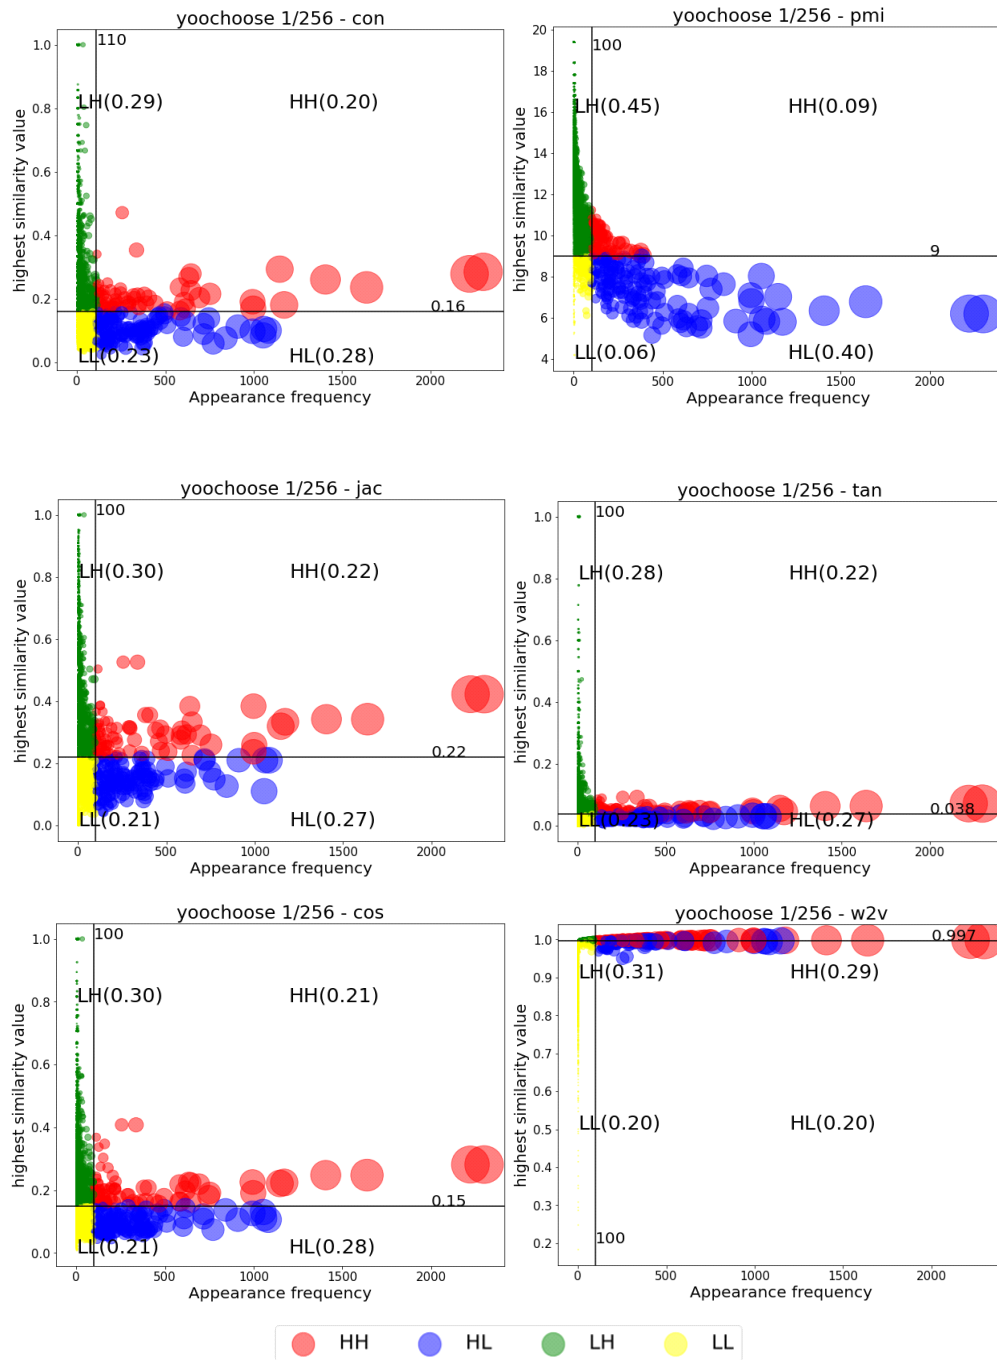 yoochoose 1/256 - con
110
1.0
0.8
0.6
0.4
0.2
0.0
highest similarity value
LH(0.29)
HH(0.20)
0.16
LL(0.23)
HL(0.28)
0
500
1000
1500
2000
Appearance frequency
yoochoose 1/256 - pmi
100
20
18
16
14
12
10
8
6
4
highest similarity value
LH(0.45)
HH(0.09)
9
LL(0.06)
HL(0.40)
0
500
1000
1500
2000
Appearance frequency
yoochoose 1/256 - jac
100
1.0
0.8
0.6
0.4
0.2
0.0
highest similarity value
LH(0.30)
HH(0.22)
0.22
LL(0.21)
HL(0.27)
0
500
1000
1500
2000
Appearance frequency
yoochoose 1/256 - tan
100
1.0
0.8
0.6
0.4
0.2
0.0
highest similarity value
LH(0.28)
HH(0.22)
0.038
LL(0.23)
HL(0.27)
0
500
1000
1500
2000
Appearance frequency
yoochoose 1/256 - cos
100
1.0
0.8
0.6
0.4
0.2
0.0
highest similarity value
LH(0.30)
HH(0.21)
0.15
LL(0.21)
HL(0.28)
0
500
1000
1500
2000
Appearance frequency
yoochoose 1/256 - w2v
0.997
1.0
0.9
0.8
0.7
0.6
0.5
0.4
0.3
0.2
highest similarity value
LH(0.31)
HH(0.29)
LL(0.20)
HL(0.20)
100
0
500
1000
1500
2000
Appearance frequency
HH
HL
LH
LL